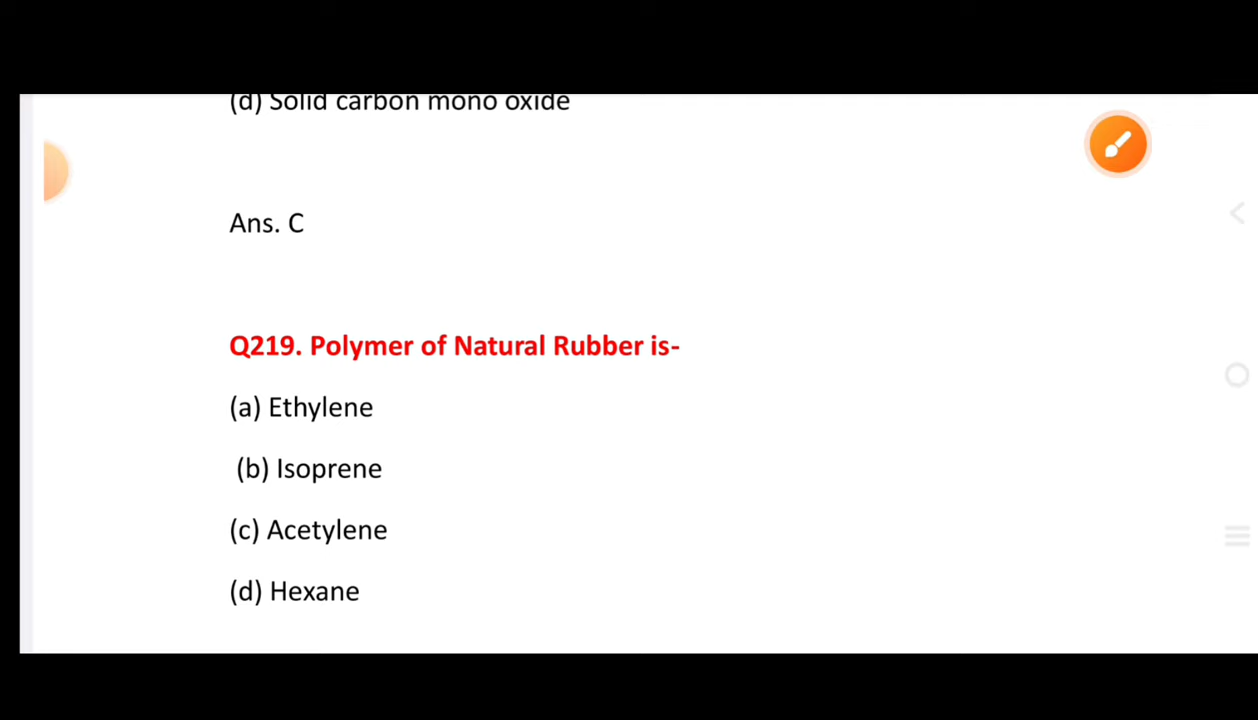 (d) Solid carbon mono oxide
Ans. C
Q219. Polymer of Natural Rubber is-
(a) Ethylene
(b) Isoprene
(c) Acetylene
(d) Hexane